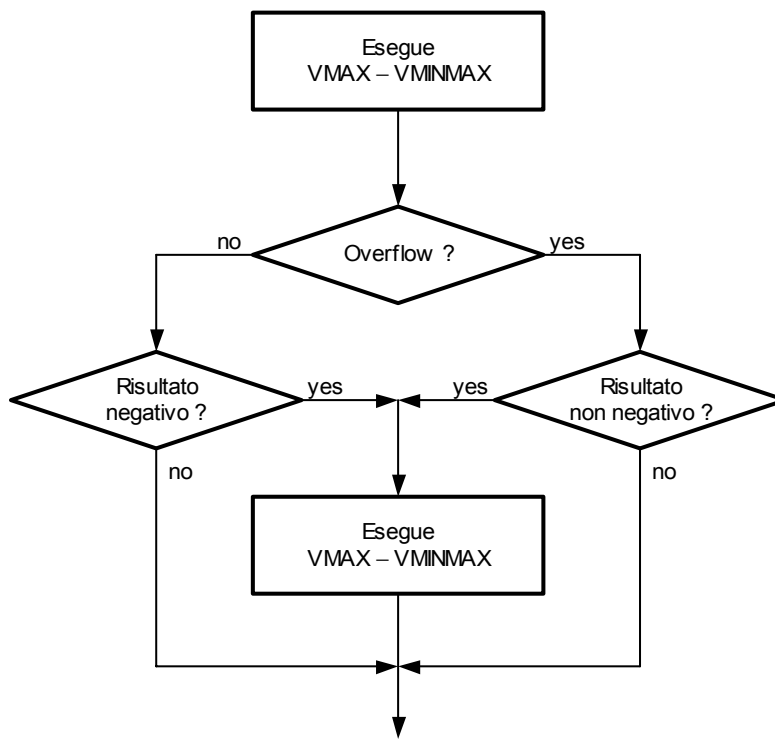 Esegue
VMAX – VMINMAX
Overflow ?
no
yes
Risultato
negativo ?
yes
yes
Risultato
non negativo ?
no
no
Esegue
VMAX – VMINMAX